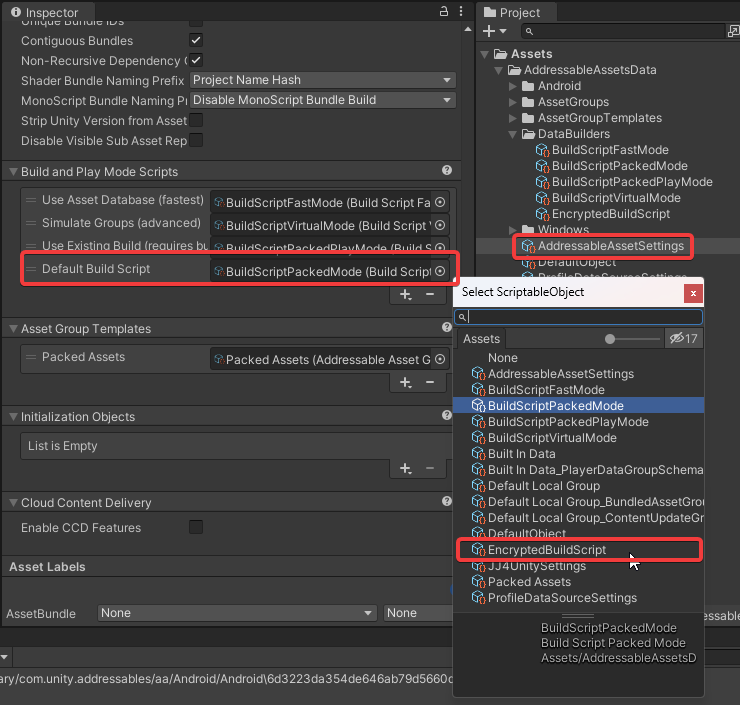 Inspector
Unique Bundle IDs
Contiguous Bundles
Non-Recursive Dependency C
Shader Bundle Naming Prefix
Project Name Hash
MonoScript Bundle Naming Pr
Disable MonoScript Bundle Build
Strip Unity Version from Asset
Disable Visible Sub Asset Rep
Build and Play Mode Scripts
Use Asset Database (fastest)
BuildScriptFastMode (Build Script Fa
Simulate Groups (advanced)
BuildScriptVirtualMode (Build Script V
Use Existing Build (requires bu
BuildScriptPackedPlayMode (Build S
Default Build Script
BuildScriptPackedMode (Build Script
Asset Group Templates
Packed Assets
Packed Assets (Addressable Asset G
Initialization Objects
List is Empty
Cloud Content Delivery
Enable CCD Features
Asset Labels
AssetBundle
None
None
ary/com.unity.addressables/aa/Android/Android\6d3223da354de646ab79d5660c
Project
Assets
AddressableAssetsData
Android
AssetGroups
AssetGroupTemplates
DataBuilders
BuildScriptFastMode
BuildScriptPackedMode
BuildScriptPackedPlayMode
BuildScriptVirtualMode
EncryptedBuildScript
Windows
AddressableAssetSettings
DefaultObject
ProfileDataSourceSettings
Select ScriptableObject
x
Assets
17
None
AddressableAssetSettings
BuildScriptFastMode
BuildScriptPackedMode
BuildScriptPackedPlayMode
BuildScriptVirtualMode
Built In Data
Built In Data_PlayerDataGroupSchema
Default Local Group
Default Local Group_BundledAssetGrou
Default Local Group_ContentUpdateGr
DefaultObject
EncryptedBuildScript
JJ4UnitySettings
Packed Assets
ProfileDataSourceSettings
BuildScriptPackedMode
Build Script Packed Mode
Assets/AddressableAssetsD
essable